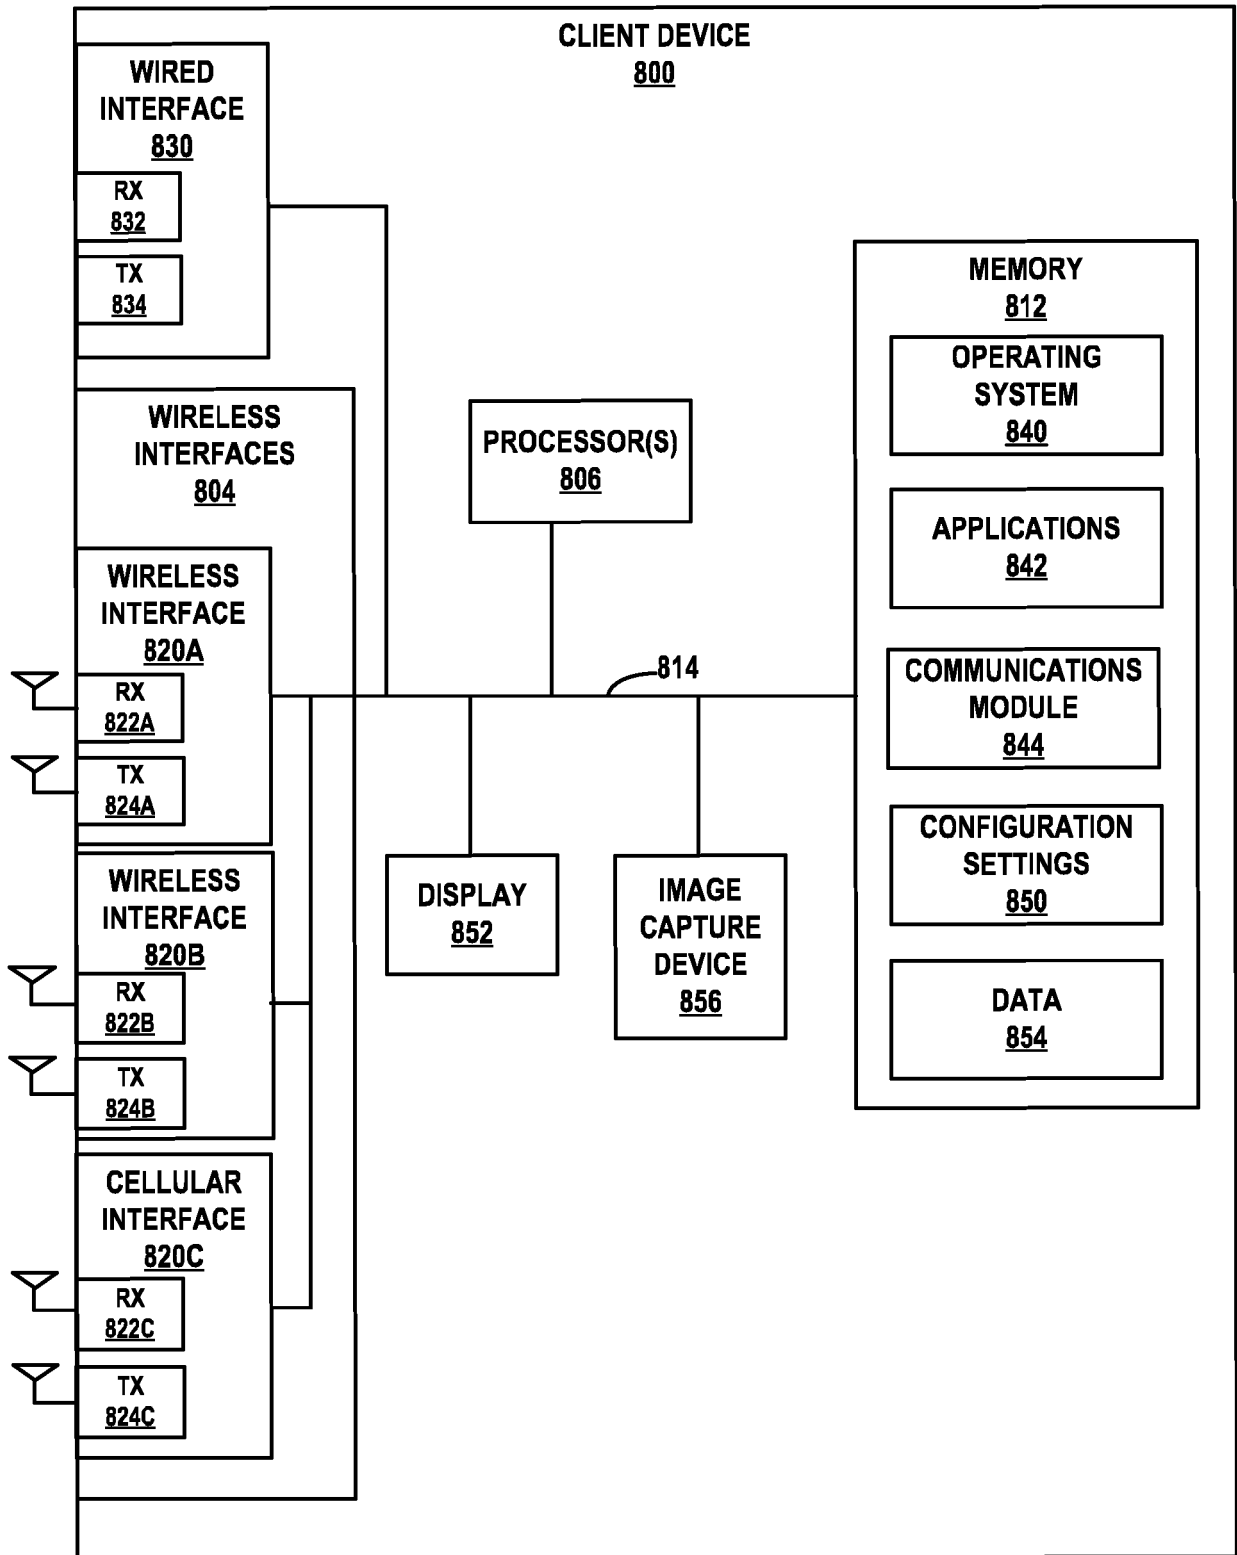 CLIENT DEVICE
800
WIRED
INTERFACE
830
RX
832
TX
834
WIRELESS
INTERFACES
804
WIRELESS
INTERFACE
820A
RX
822A
TX
824A
WIRELESS
INTERFACE
820B
RX
822B
TX
824B
CELLULAR
INTERFACE
820C
RX
822C
TX
824C
PROCESSOR(S)
806
814
DISPLAY
852
IMAGE
CAPTURE
DEVICE
856
MEMORY
812
OPERATING
SYSTEM
840
APPLICATIONS
842
COMMUNICATIONS
MODULE
844
CONFIGURATION
SETTINGS
850
DATA
854